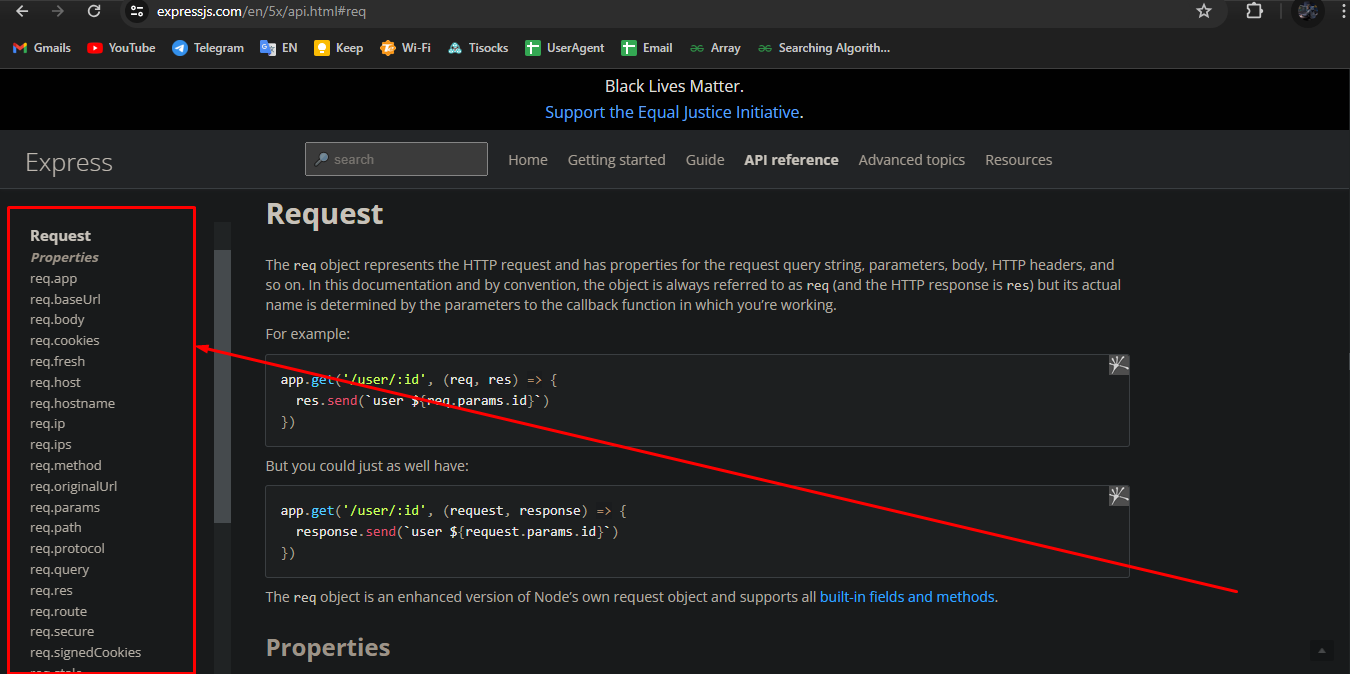 expressjs.com/en/5x/api.html#req
Gmails YouTube Telegram EN Keep Wi-Fi Tisocks UserAgent Email Array Searching Algorith...
Black Lives Matter.
Support the Equal Justice Initiative.
Express
search
Home Getting started Guide API reference Advanced topics Resources
Request
Properties
req.app
req.baseUrl
req.body
req.cookies
req.fresh
req.host
req.hostname
req.ip
req.ips
req.method
req.originalUrl
req.params
req.path
req.protocol
req.query
req.res
req.route
req.secure
req.signedCookies
req.stale
Request
The req object represents the HTTP request and has properties for the request query string, parameters, body, HTTP headers, and
so on. In this documentation and by convention, the object is always referred to as req (and the HTTP response is res) but its actual
name is determined by the parameters to the callback function in which you’re working.
For example:
app.get('/user/:id', (req, res) => {
res.send(`user ${req.params.id}`)
})
But you could just as well have:
app.get('/user/:id', (request, response) => {
response.send(`user ${request.params.id}`)
})
The req object is an enhanced version of Node’s own request object and supports all built-in fields and methods.
Properties